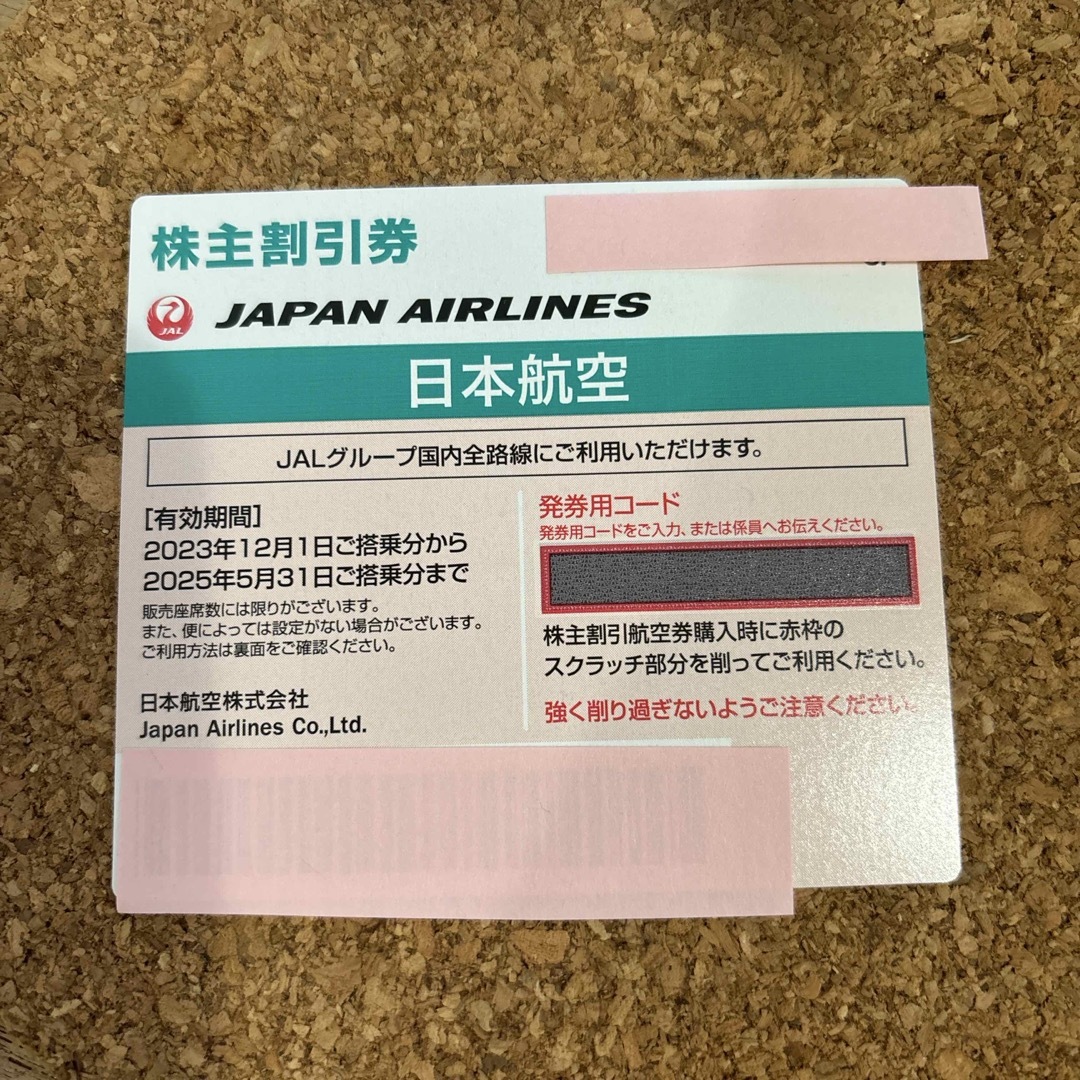 株主割引券
JAL
JAPAN AIRLINES
日本航空
JALグループ国内全路線にご利用いただけます。
[有効期間]
2023年12月1日ご搭乗分から
2025年5月31日ご搭乗分まで
販売座席数には限りがございます。
また、便によっては設定がない場合がございます。
ご利用方法は裏面をご確認ください。
日本航空株式会社
Japan Airlines Co.,Ltd.
発券用コード
発券用コードをご入力、または係員へお伝えください。
株主割引航空券購入時に赤枠の
スクラッチ部分を削ってご利用ください。
強く削り過ぎないようご注意ください。